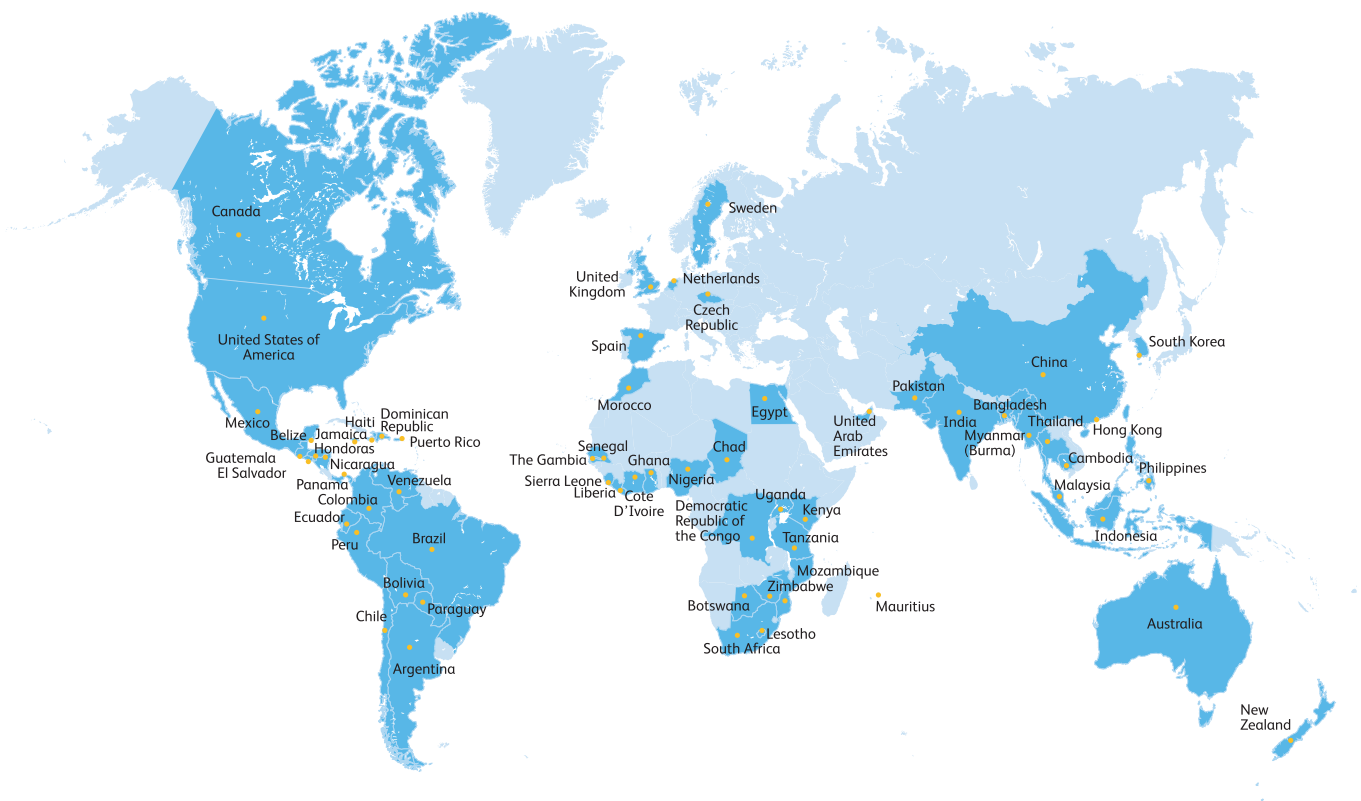 Canada
United States of
America
Mexico
Belize
Guatemala
El Salvador
Haiti
Dominican
Republic
Jamaica
Puerto Rico
Hondoras
Nicaragua
Panama
Colombia
Venezuela
Ecuador
Peru
Brazil
Bolivia
Paraguay
Chile
Argentina
Sweden
United
Kingdom
Netherlands
Czech
Republic
Spain
Morocco
Egypt
Senegal
The Gambia
Sierra Leone
Liberia
Ghana
Cote
D'Ivoire
Nigeria
Chad
Democratic
Republic of
the Congo
Uganda
Kenya
Tanzania
Mozambique
Zimbabwe
Botswana
Lesotho
South Africa
Mauritius
United
Arab
Emirates
Pakistan
India
China
South Korea
Bangladesh
Thailand
Hong Kong
Myanmar
(Burma)
Cambodia
Philippines
Malaysia
Indonesia
Australia
New
Zealand